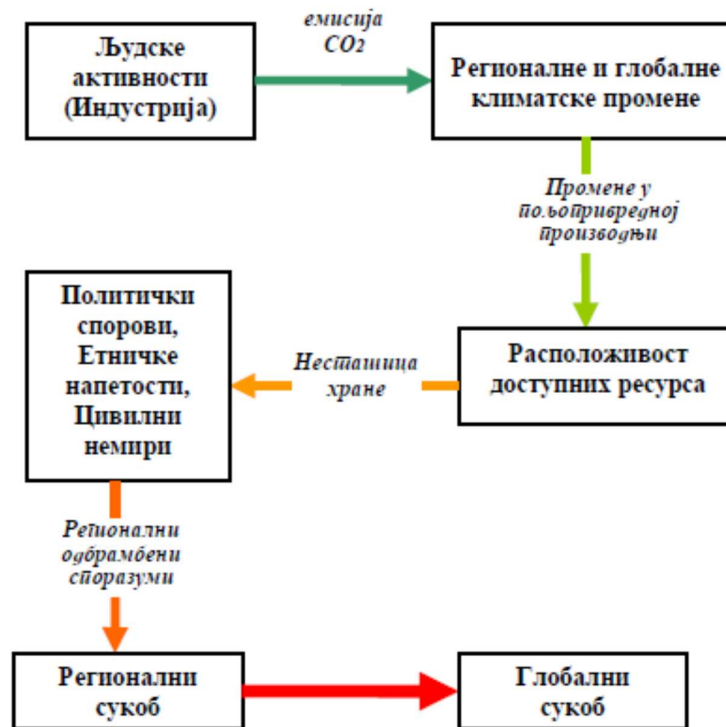 емисија
CO2
Људске
активности
(Индустрија)
Регионалне и глобалне
климатске промене
Промене у
пољопривредној
производњи
Расположивост
доступних ресурса
Несташица
хране
Политички
спорови,
Етничке
напетости,
Цивилни
немири
Регионални
одбрамбени
споразуми
Регионални
сукоб
Глобални
сукоб